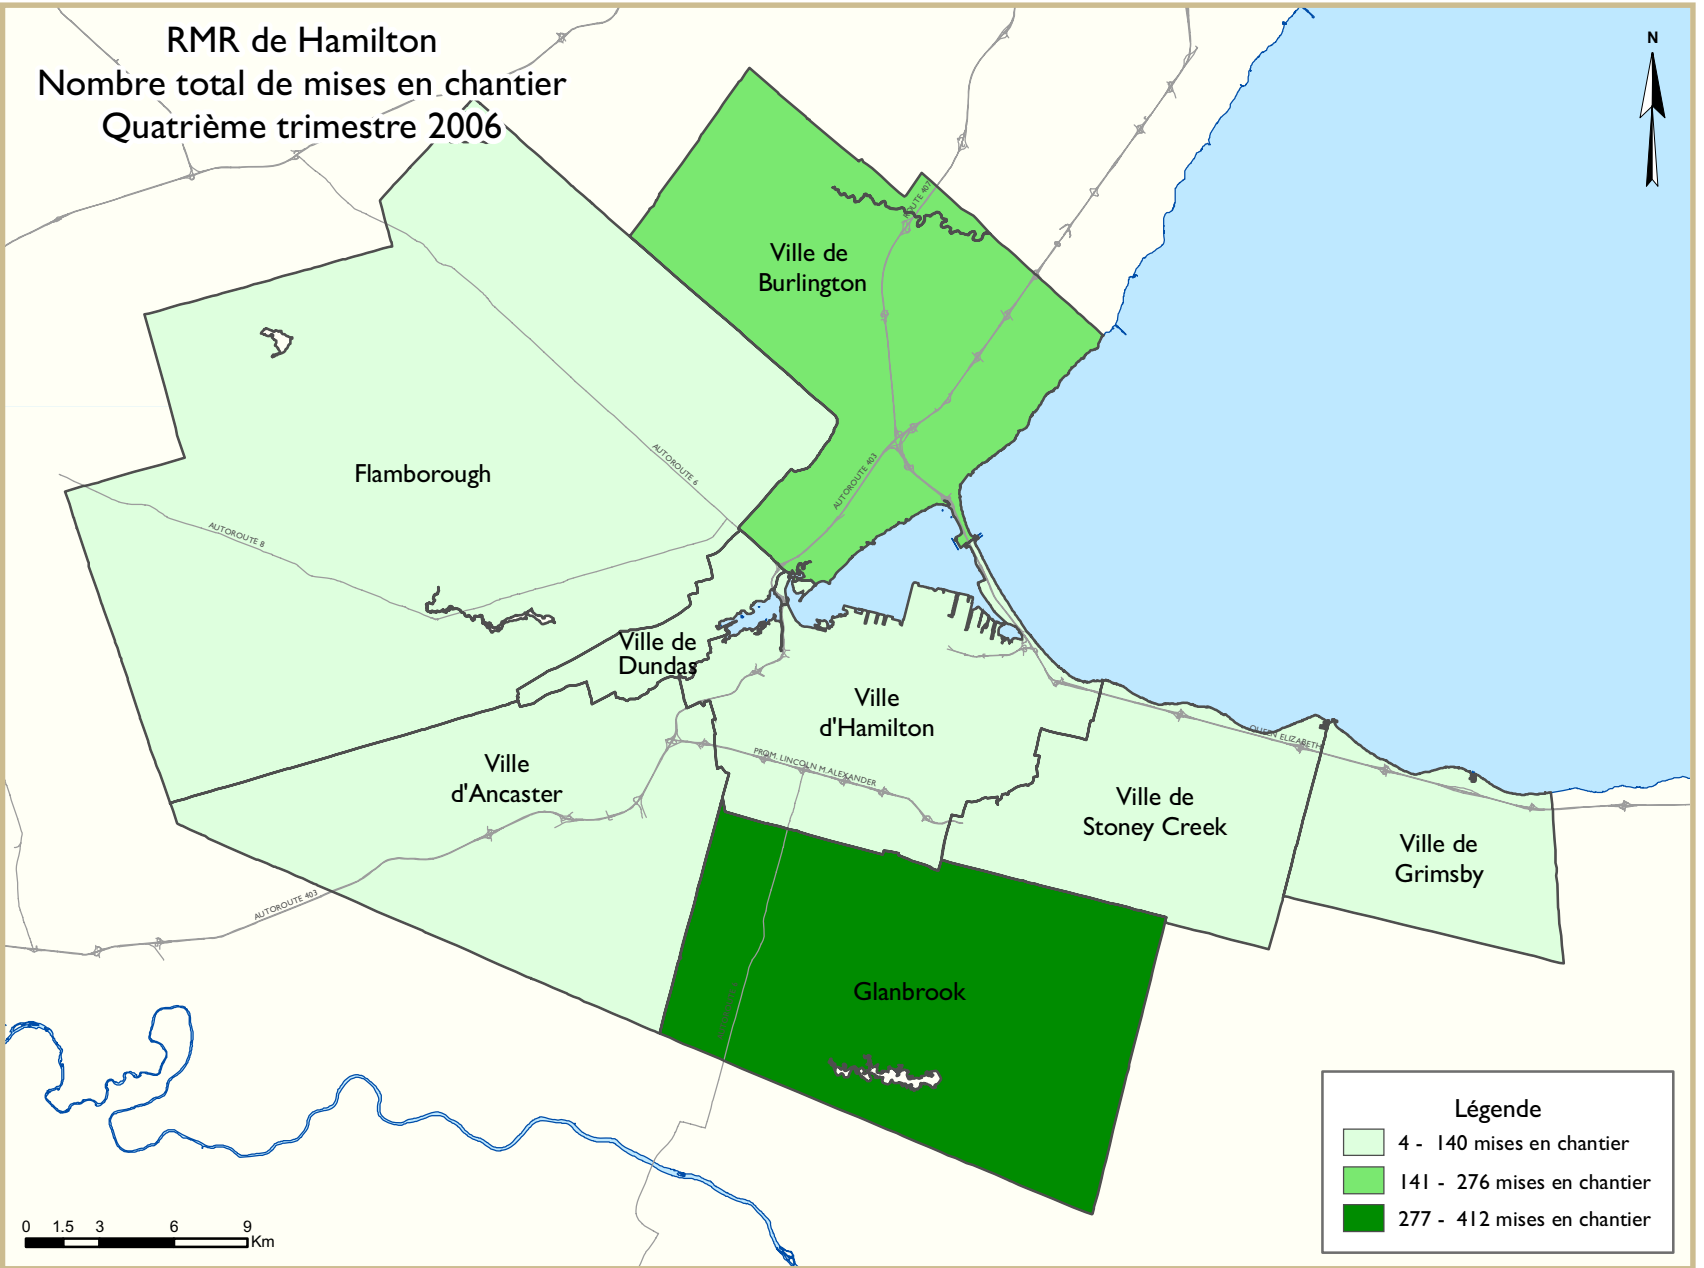 RMR de Hamilton
Nombre total de mises en chantier
Quatrième trimestre 2006
N
ROUTE 407
Ville de
Burlington
Flamborough
AUTOROUTE 6
AUTOROUTE 403
AUTOROUTE 8
Ville de
Dundas
Ville
d'Hamilton
QUEEN ELIZABETH
PROM. LINCOLN M.ALEXANDER
Ville
d'Ancaster
Ville de
Stoney Creek
Ville de
Grimsby
AUTOROUTE 403
Glanbrook
Légende
4 - 140 mises en chantier
141 - 276 mises en chantier
277 - 412 mises en chantier
0 1.5 3 6 9
Km